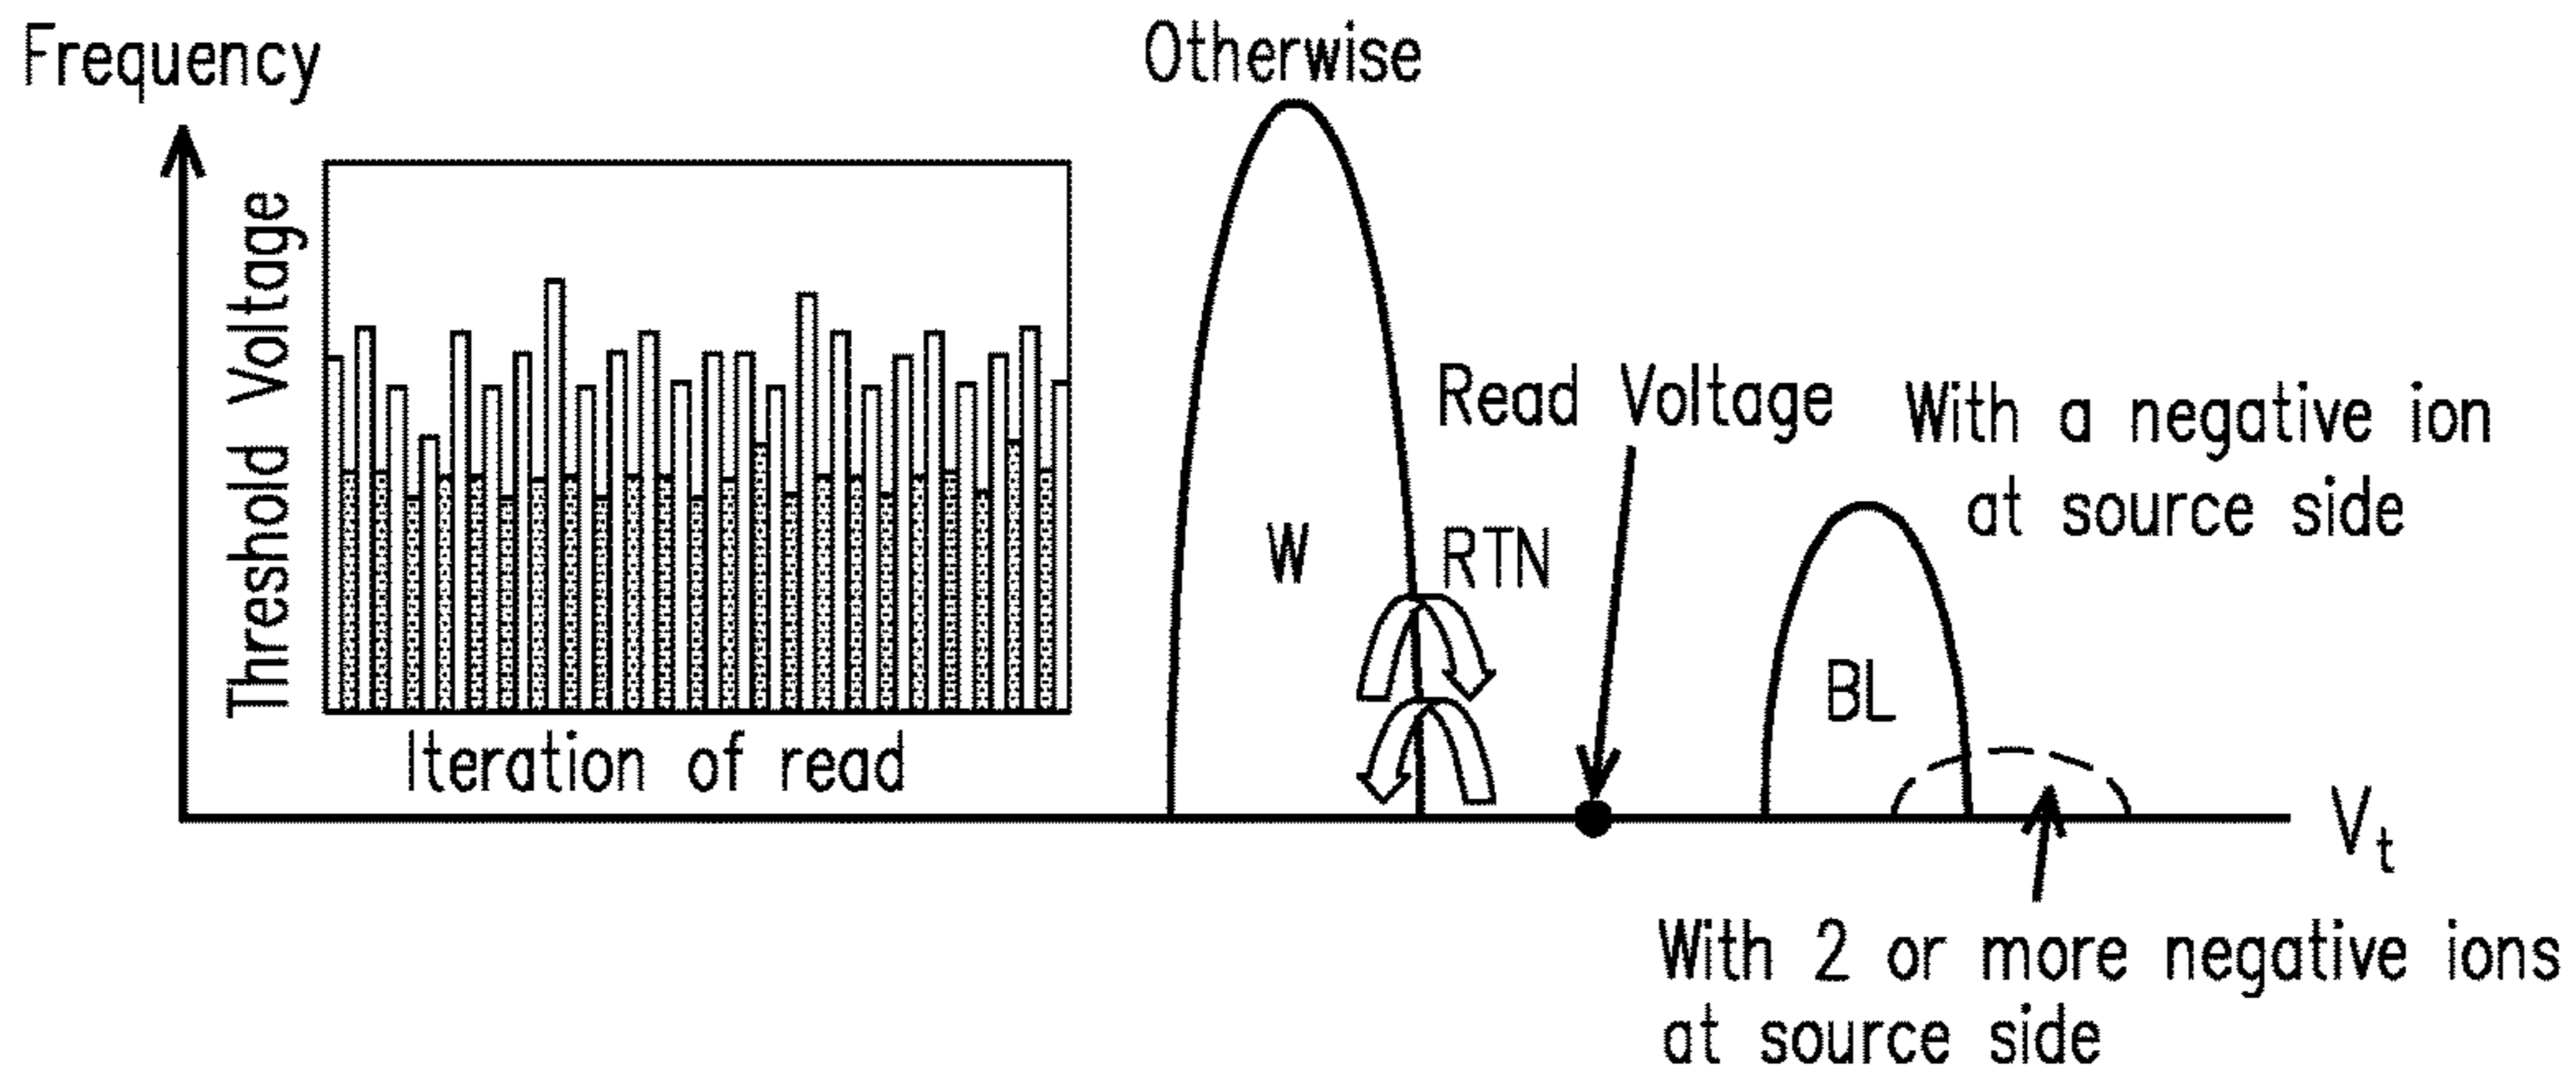 Frequency
Otherwise
Threshold Voltage
Iteration of read
W
RTN
Read Voltage
With a negative ion
at source side
BL
Vt
With 2 or more negative ions
at source side